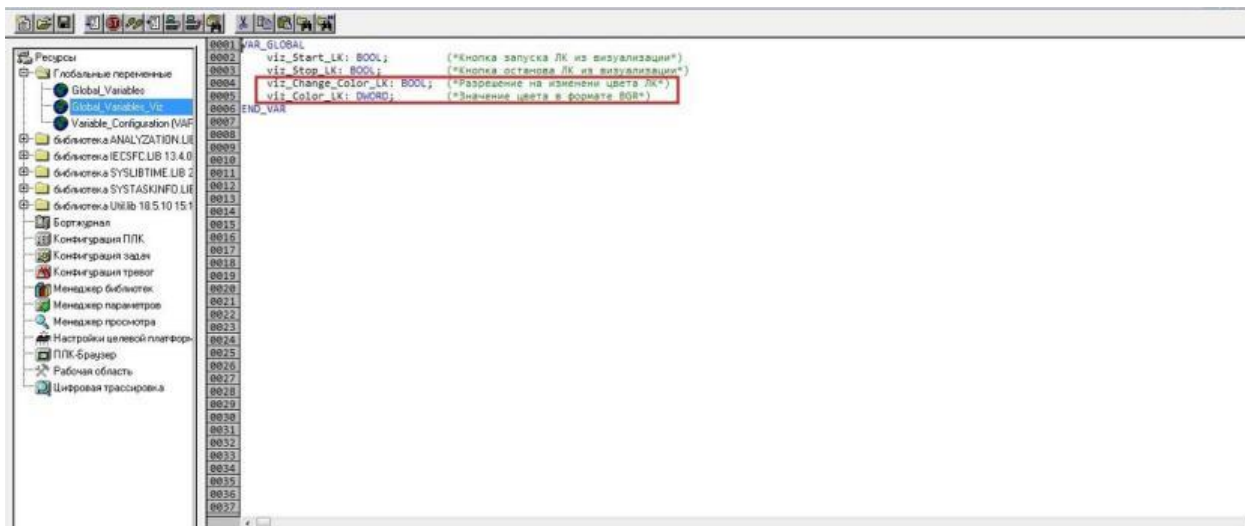 Ресурсы
Глобальные переменные
Global_Variables
Global_Variables_Viz
Variable_Configuration (VAF
библиотека ANALYZATION.LIE
библиотека IECSFC.LIB 13.4.0
библиотека SYSLIBTIME.LIB 2
библиотека SYSTASKINFO.LIE
библиотека Util.lib 18.5.10 15:1
Бортжурнал
Конфигурация ПЛК
Конфигурация задач
Конфигурация тревог
Менеджер библиотек
Менеджер параметров
Менеджер просмотра
Настройки целевой платфор
ПЛК-Браузер
Рабочая область
Цифровая трассировка
0001 VAR_GLOBAL
0002 viz_Start_LK: BOOL; (*Кнопка запуска ЛК из визуализации*)
0003 viz_Stop_LK: BOOL; (*Кнопка останова ЛК из визуализации*)
0004 viz_Change_Color_LK: BOOL; (*Разрешение на изменени цвета ЛК*)
0005 viz_Color_LK: DWORD; (*Значение цвета в формате BGR*)
0006 END_VAR
0007
0008
0009
0010
0011
0012
0013
0014
0015
0016
0017
0018
0019
0020
0021
0022
0023
0024
0025
0026
0027
0028
0029
0030
0031
0032
0033
0034
0035
0036
0037